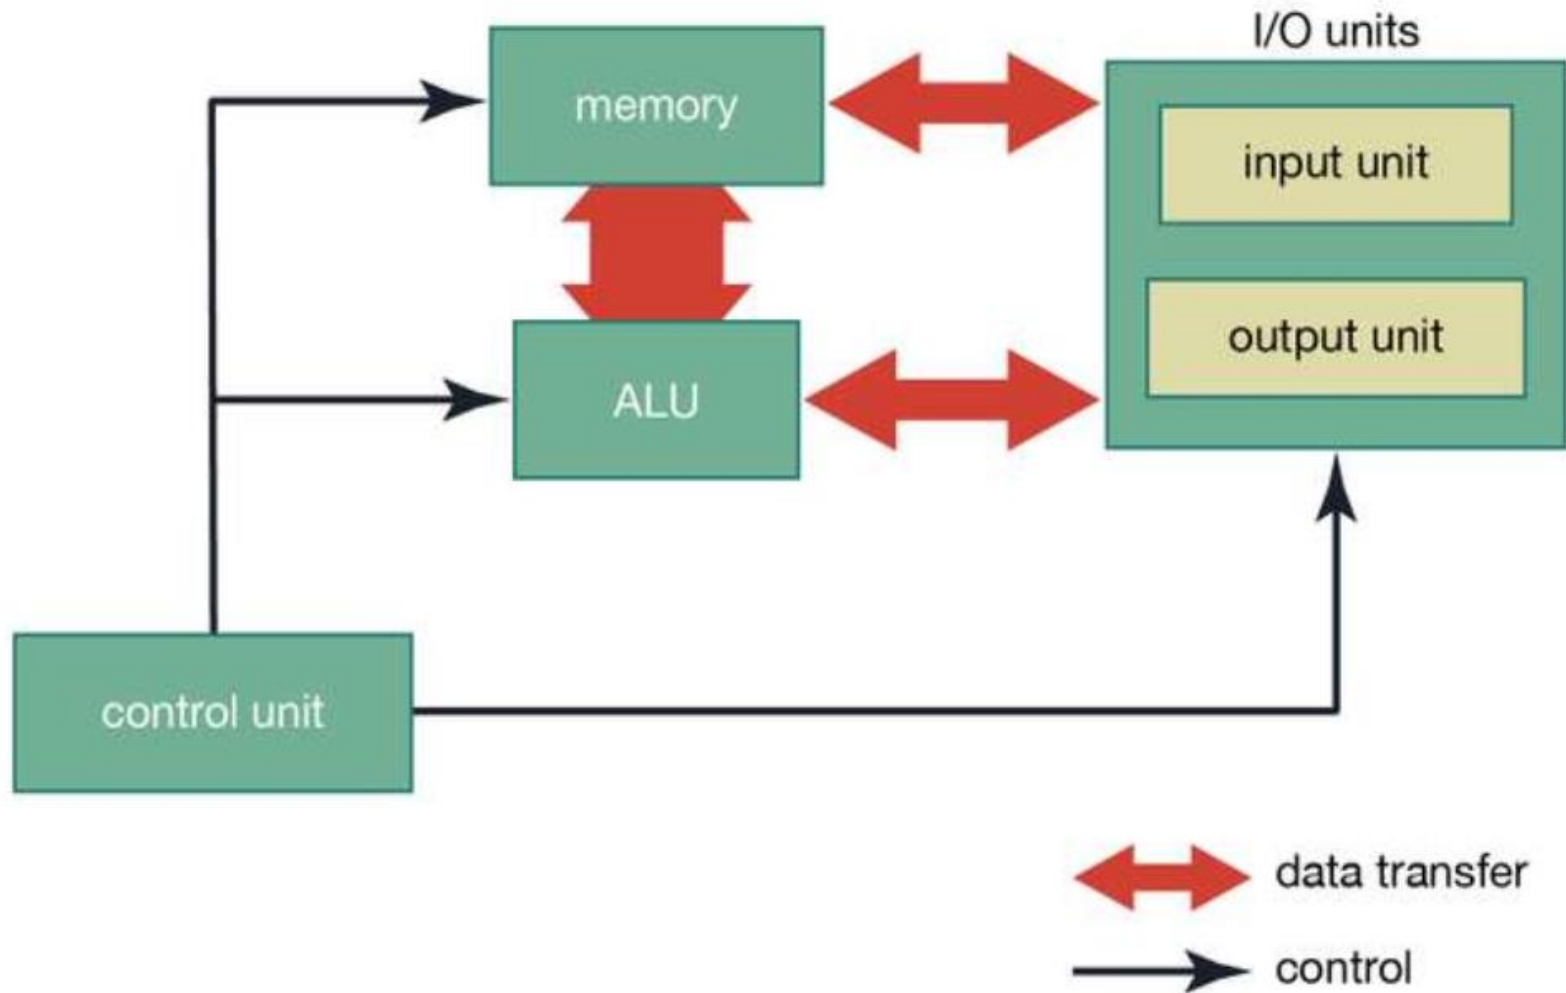 I/O units
memory
input unit
output unit
ALU
control unit
data transfer
control